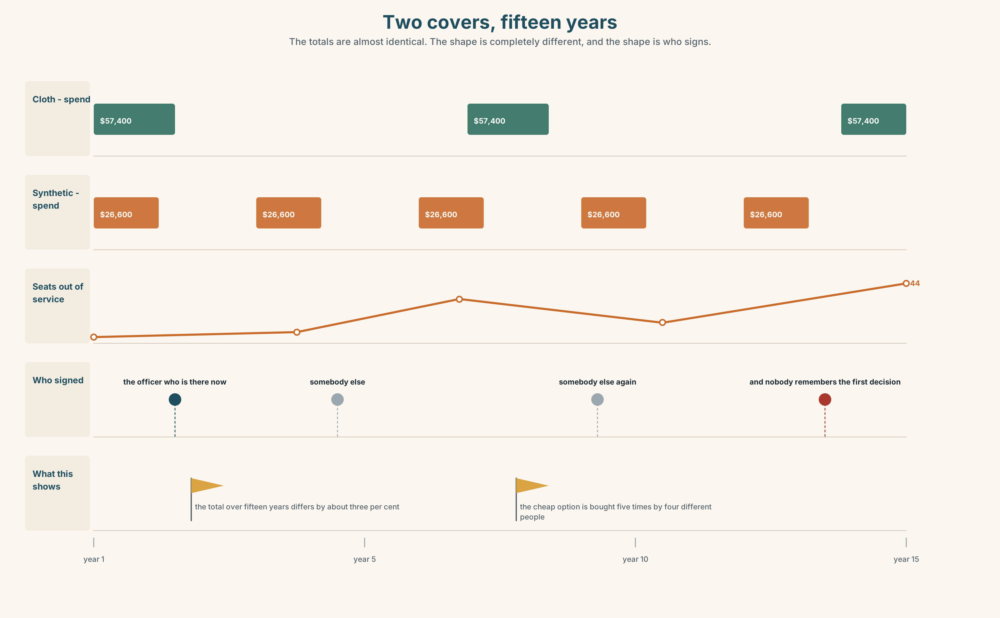 Two covers, fifteen years
The totals are almost identical. The shape is completely different, and the shape is who signs.
Cloth - spend
$57,400
$57,400
$57,400
Synthetic -
spend
$26,600
$26,600
$26,600
$26,600
$26,600
Seats out of
service
44
Who signed
the officer who is there now
somebody else
somebody else again
and nobody remembers the first decision
What this
shows
the total over fifteen years differs by about three per cent
the cheap option is bought five times by four different
people
year 1
year 5
year 10
year 15